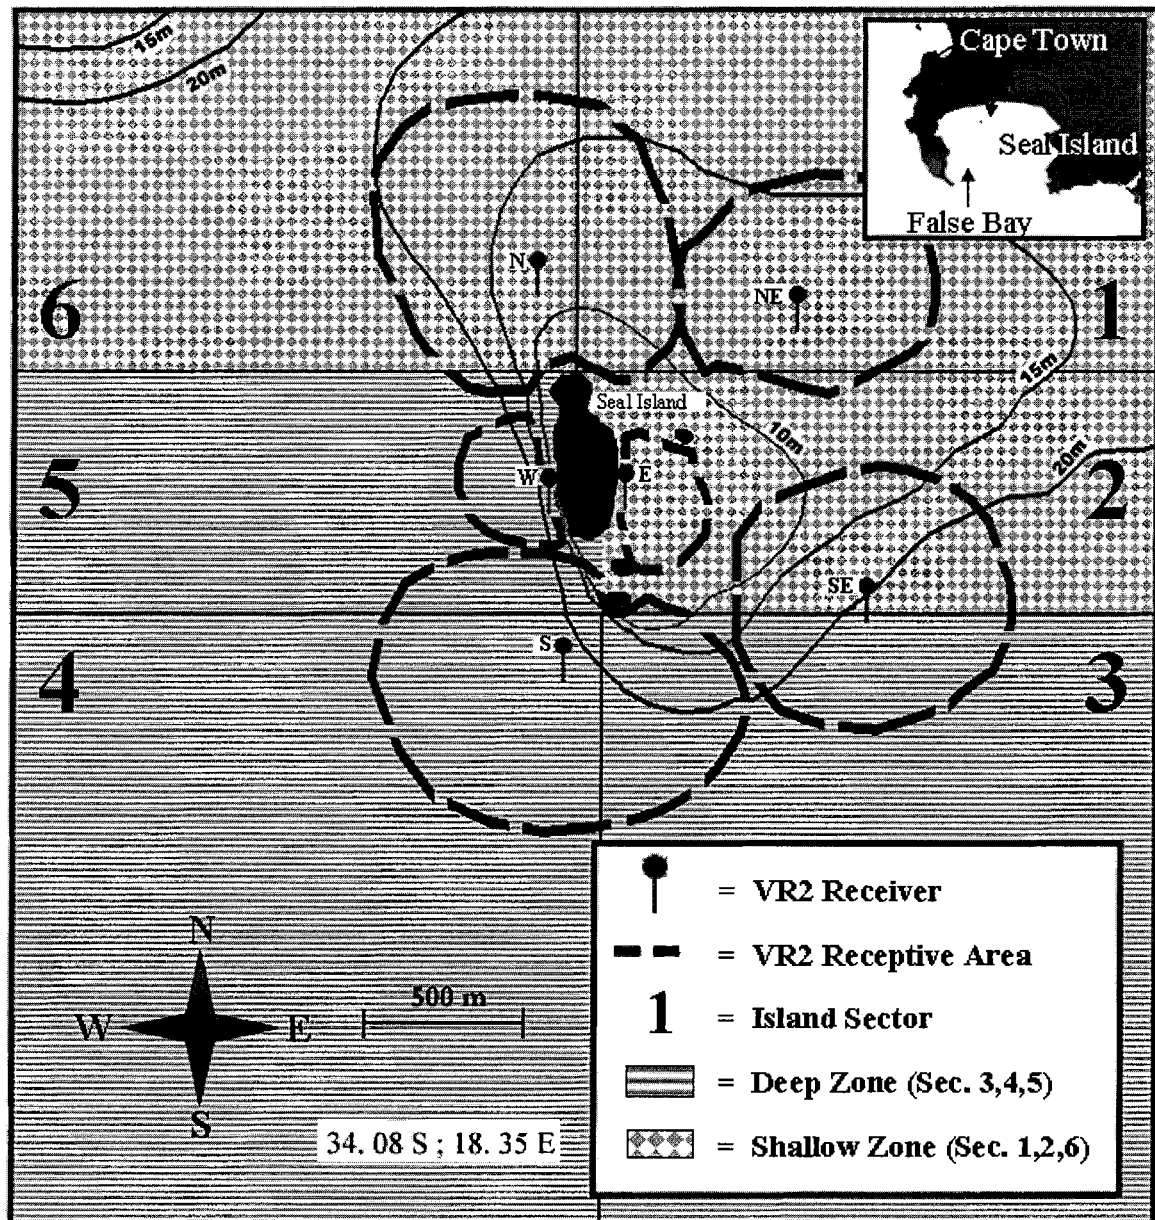 15m
20m
Cape Town
Seal Island
False Bay
N
NE
6
1
15m
Seal Island
10m
20m
5
W
E
2
SE
S
4
3
= VR2 Receiver
= VR2 Receptive Area
1 = Island Sector
= Deep Zone (Sec. 3,4,5)
= Shallow Zone (Sec. 1,2,6)
N
W
E
S
500 m
34. 08 S ; 18. 35 E